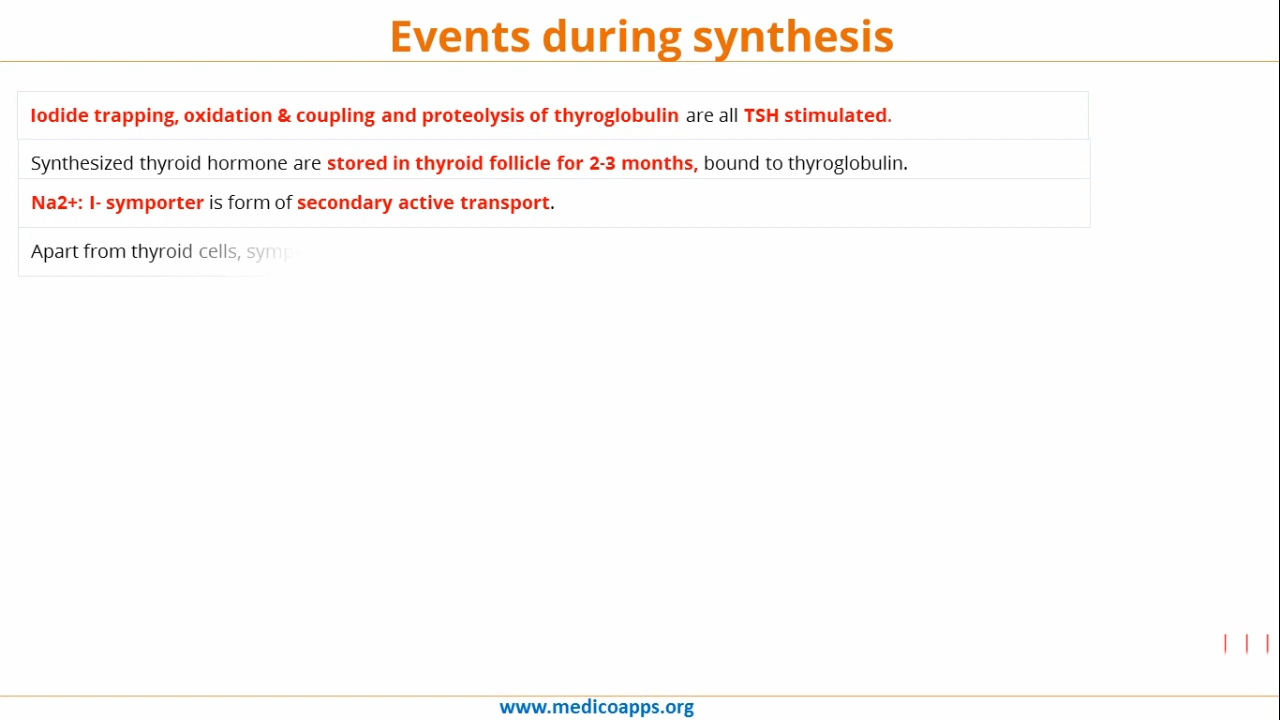 Events during synthesis
Iodide trapping, oxidation & coupling and proteolysis of thyroglobulin are all TSH stimulated.
Synthesized thyroid hormone are stored in thyroid follicle for 2-3 months, bound to thyroglobulin.
Na2+: I- symporter is form of secondary active transport.
Apart from thyroid cells,
www.medicoapps.org